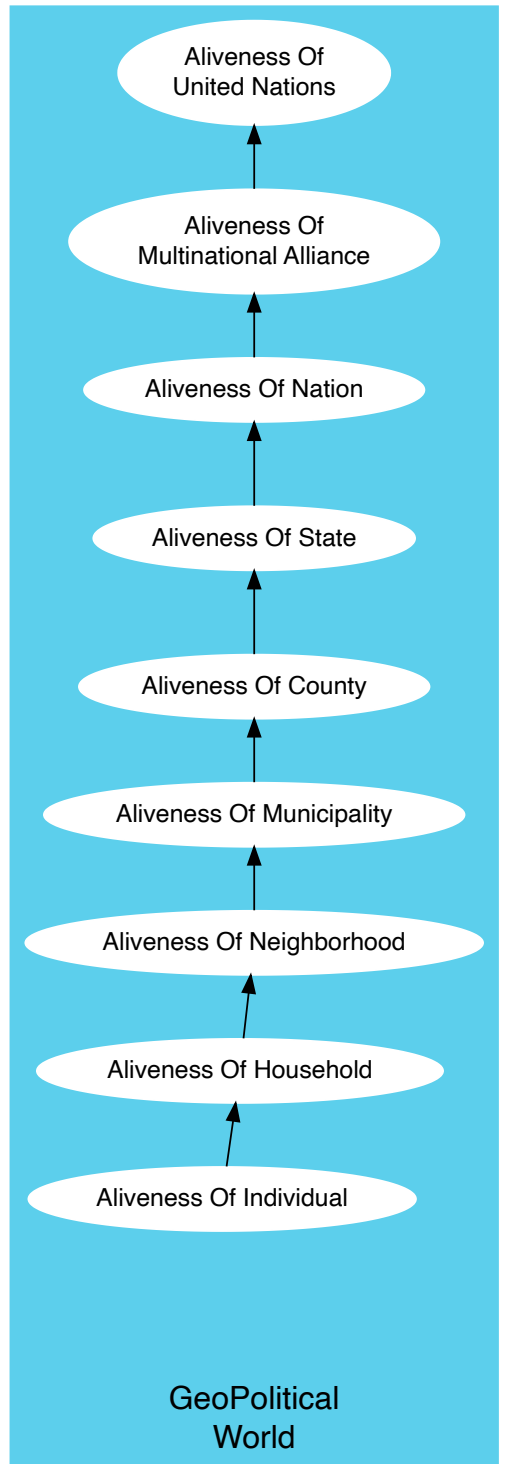 Aliveness Of
United Nations
Aliveness Of
Multinational Alliance
Aliveness Of Nation
Aliveness Of State
Aliveness Of County
Aliveness Of Municipality
Aliveness Of Neighborhood
Aliveness Of Household
Aliveness Of Individual
GeoPolitical
World